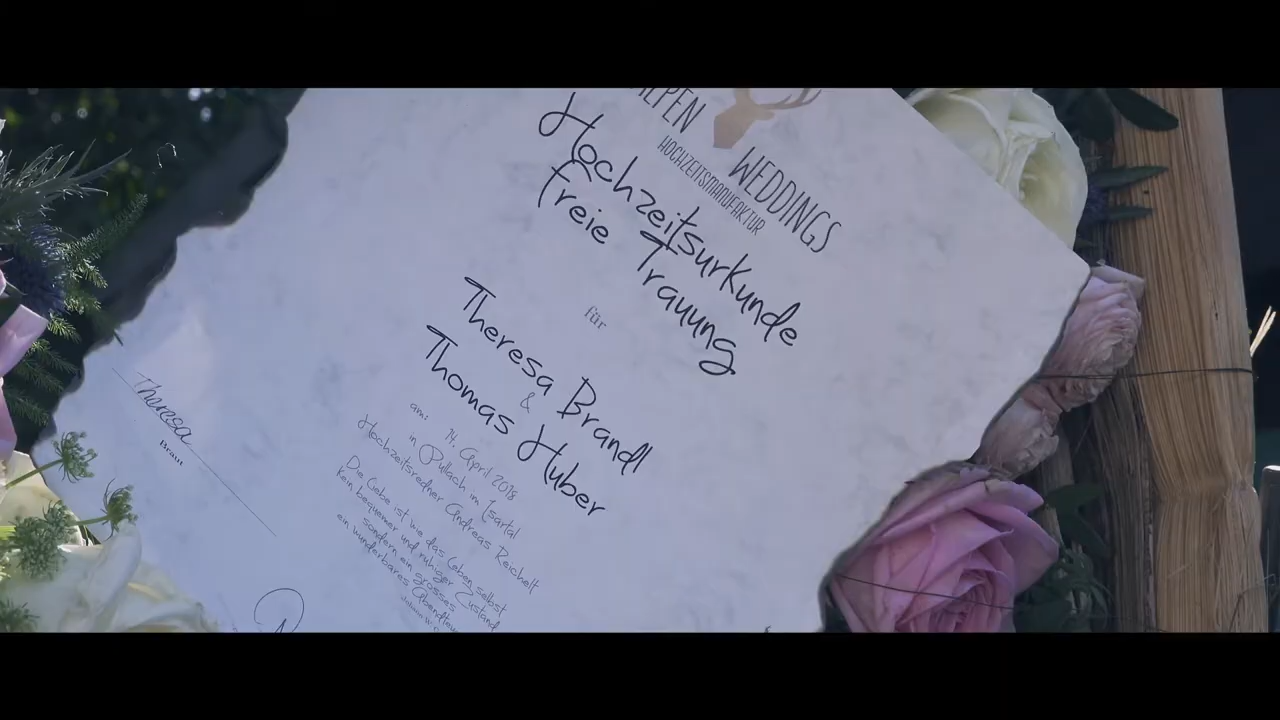 ALPEN WEDDINGS
HOCHZEITSMANUFAKTUR
Hochzeitsurkunde
freie Trauung
für
Theresa Brandl
&
Thomas Huber
am: 14. April 2018
in Pullach im Isartal
Hochzeitsredner Andreas Reichelt
Die Liebe ist wie das Leben selbst
kein bequemer und ruhiger Zustand
sondern ein grosses
ein wunderbares Abenteuer
Theresa
Braut